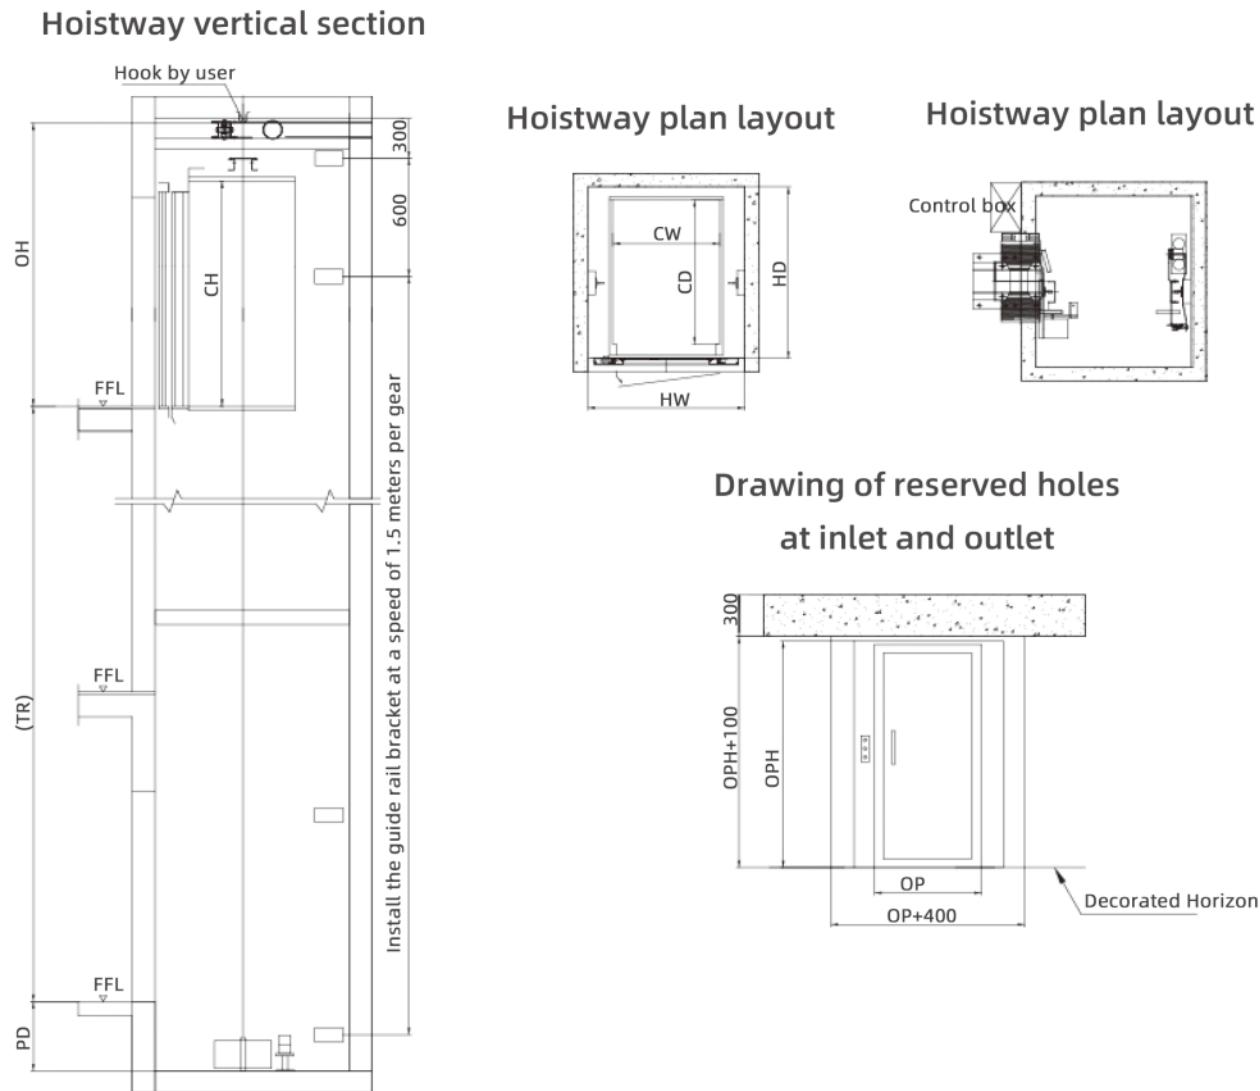 Hoistway vertical section
Hook by user
300
600
OH
CH
FFL
Install the guide rail bracket at a speed of 1.5 meters per gear
FFL
(TR)
FFL
PD
Hoistway plan layout
CW
CD
HD
HW
Hoistway plan layout
Control box
Drawing of reserved holes
at inlet and outlet
300
OPH+100
OPH
OP
OP+400
Decorated Horizon